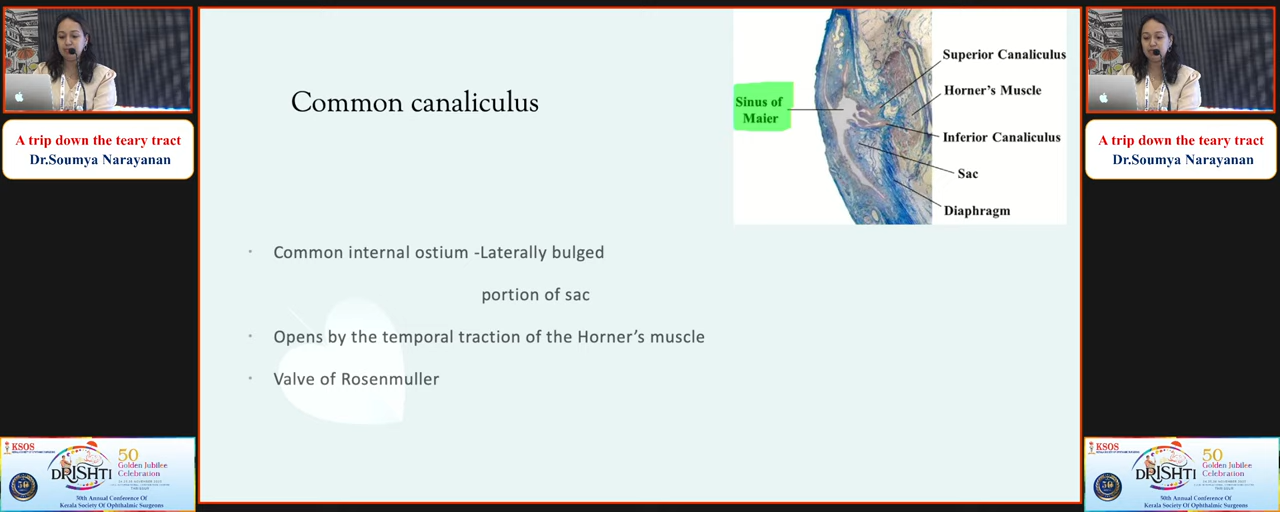 A trip down the teary tract
Dr.Soumya Narayanan
KSOS
50
Golden Jubilee
Celebration
DRISHTI
50th Annual Conference Of
Kerala Society Of Ophthalmic Surgeons
Common canaliculus
Sinus of
Maier
Superior Canaliculus
Horner's Muscle
Inferior Canaliculus
Sac
Diaphragm
· Common internal ostium -Laterally bulged
portion of sac
· Opens by the temporal traction of the Horner's muscle
· Valve of Rosenmuller
A trip down the teary tract
Dr.Soumya Narayanan
KSOS
50
Golden Jubilee
Celebration
DRISHTI
50th Annual Conference Of
Kerala Society Of Ophthalmic Surgeons